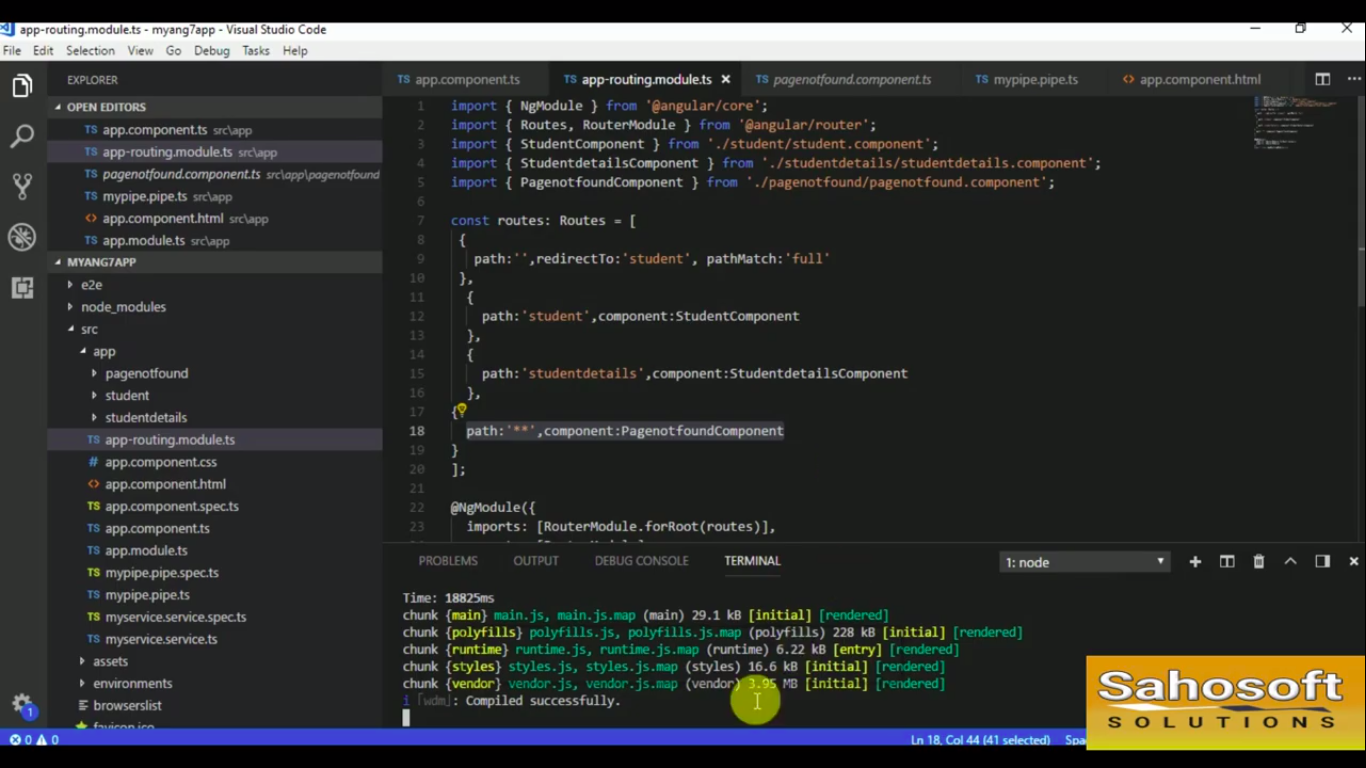 app-routing.module.ts - myang7app - Visual Studio Code
File Edit Selection View Go Debug Tasks Help
EXPLORER
OPEN EDITORS
TS app.component.ts src\app
TS app-routing.module.ts src\app
TS pagenotfound.component.ts src\app\pagenotfound
TS mypipe.pipe.ts src\app
<> app.component.html src\app
TS app.module.ts src\app
MYANG7APP
e2e
node_modules
src
app
pagenotfound
student
studentdetails
TS app-routing.module.ts
# app.component.css
<> app.component.html
TS app.component.spec.ts
TS app.component.ts
TS app.module.ts
TS mypipe.pipe.spec.ts
TS mypipe.pipe.ts
TS myservice.service.spec.ts
TS myservice.service.ts
assets
environments
browserslist
favicon.ico
TS app.component.ts TS app-routing.module.ts × TS pagenotfound.component.ts TS mypipe.pipe.ts <> app.component.html
1 import { NgModule } from '@angular/core';
2 import { Routes, RouterModule } from '@angular/router';
3 import { StudentComponent } from './student/student.component';
4 import { StudentdetailsComponent } from './studentdetails/studentdetails.component';
5 import { PagenotfoundComponent } from './pagenotfound/pagenotfound.component';
6
7 const routes: Routes = [
8 {
9 path:'',redirectTo:'student', pathMatch:'full'
10 },
11 {
12 path:'student',component:StudentComponent
13 },
14 {
15 path:'studentdetails',component:StudentdetailsComponent
16 },
17 {
18 path:'**',component:PagenotfoundComponent
19 }
20 ];
21
22 @NgModule({
23 imports: [RouterModule.forRoot(routes)],
PROBLEMS OUTPUT DEBUG CONSOLE TERMINAL 1: node
Time: 18825ms
chunk {main} main.js, main.js.map (main) 29.1 kB [initial] [rendered]
chunk {polyfills} polyfills.js, polyfills.js.map (polyfills) 228 kB [initial] [rendered]
chunk {runtime} runtime.js, runtime.js.map (runtime) 6.22 kB [entry] [rendered]
chunk {styles} styles.js, styles.js.map (styles) 16.6 kB [initial] [rendered]
chunk {vendor} vendor.js, vendor.js.map (vendor) 3.95 MB [initial] [rendered]
i ｢wdm｣: Compiled successfully.
1
0 0 Ln 18, Col 44 (41 selected)
Sahosoft
SOLUTIONS